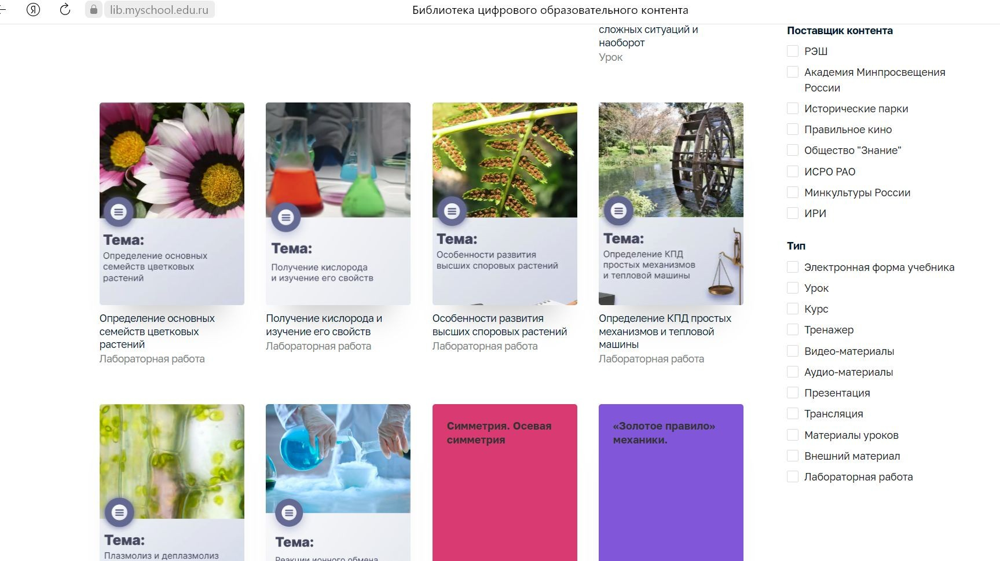 Я
lib.myschool.edu.ru
Библиотека цифрового образовательного контента
сложных ситуаций и
наоборот
Урок
Тема:
Определение основных
семейств цветковых
растений
Определение основных
семейств цветковых
растений
Лабораторная работа
Тема:
Получение кислорода
и изучение его свойств
Получение кислорода и
изучение его свойств
Лабораторная работа
Тема:
Особенности развития
высших споровых растений
Особенности развития
высших споровых растений
Лабораторная работа
Тема:
Определение КПД
простых механизмов
и тепловой машины
Определение КПД простых
механизмов и тепловой
машины
Лабораторная работа
Тема:
Плазмолиз и деплазмолиз
Тема:
Реакции ионного обмена
Симметрия. Осевая
симметрия
«Золотое правило»
механики.
Поставщик контента
РЭШ
Академия Минпросвещения
России
Исторические парки
Правильное кино
Общество "Знание"
ИСРО РАО
Минкультуры России
ИРИ
Тип
Электронная форма учебника
Урок
Курс
Тренажер
Видео-материалы
Аудио-материалы
Презентация
Трансляция
Материалы уроков
Внешний материал
Лабораторная работа